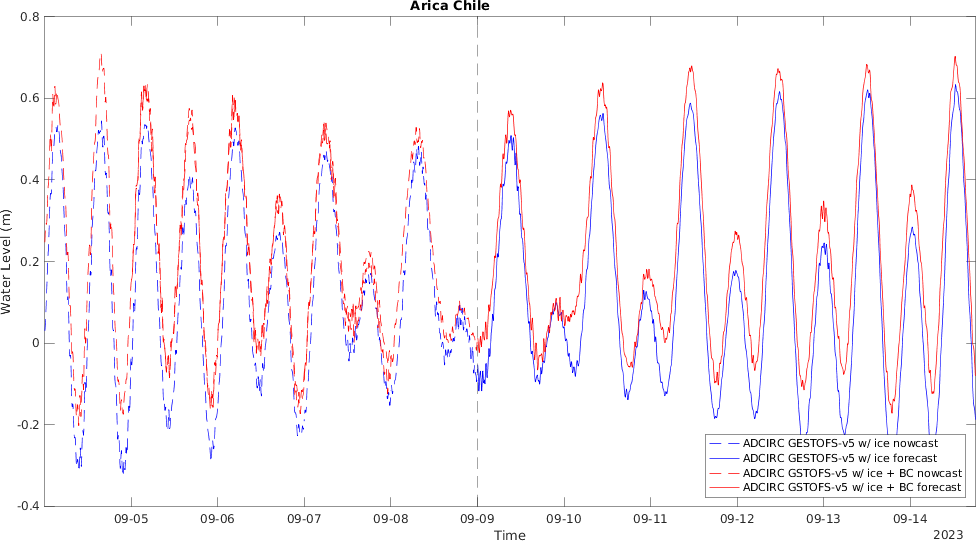 Arica Chile
Water Level (m)
0.8
0.6
0.4
0.2
0
-0.2
-0.4
ADCIRC GESTOFS-v5 w/ ice nowcast
ADCIRC GESTOFS-v5 w/ ice forecast
ADCIRC GSTOFS-v5 w/ ice + BC nowcast
ADCIRC GSTOFS-v5 w/ ice + BC forecast
09-05 09-06 09-07 09-08 09-09 09-10 09-11 09-12 09-13 09-14
Time
2023